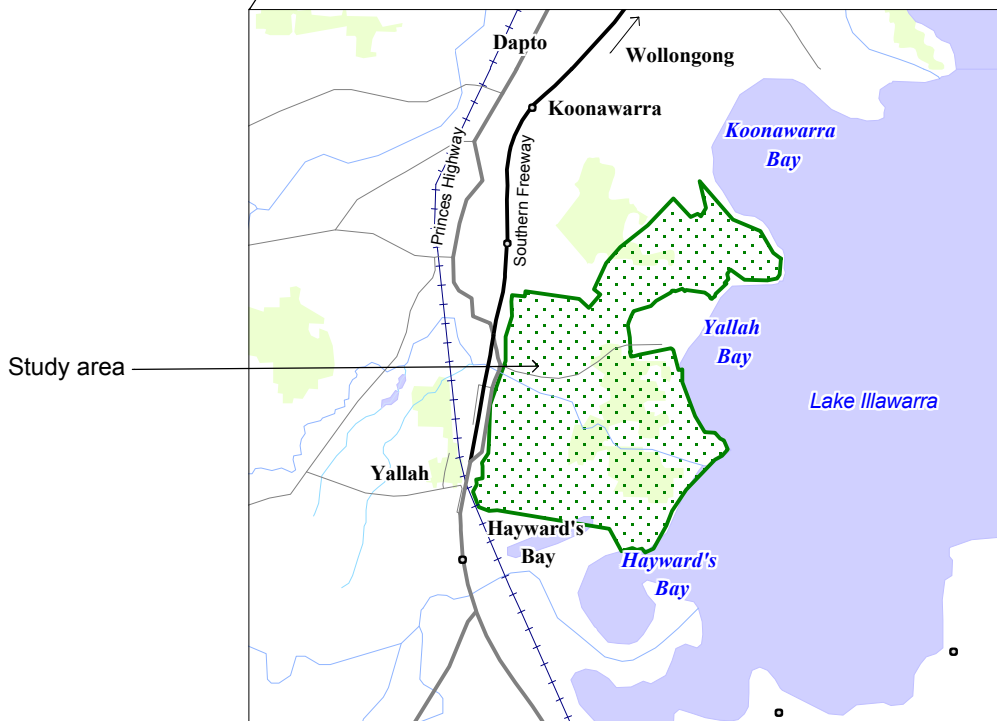 Dapto
Wollongong
Koonawarra
Koonawarra
Bay
Princes Highway
Southern Freeway
Yallah
Bay
Study area
Lake Illawarra
Yallah
Hayward's
Bay
Hayward's
Bay